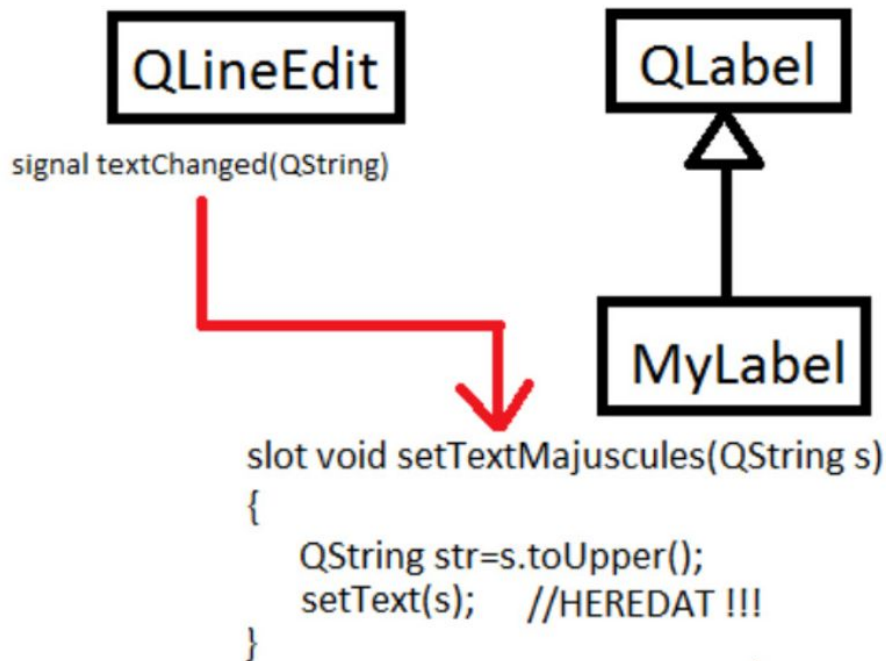 QLineEdit
QLabel
signal textChanged(QString)
MyLabel
slot void setTextMajuscules(QString s)
{
QString str=s.toUpper();
setText(s); //HEREDAT !!!
}